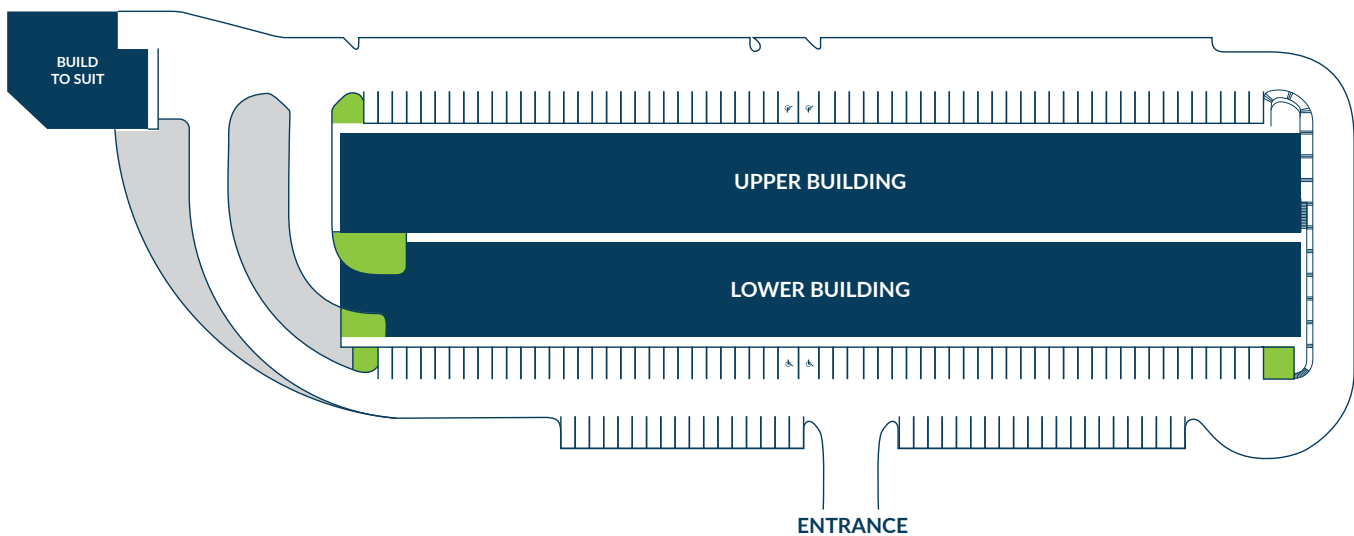 BUILD
TO SUIT
UPPER BUILDING
LOWER BUILDING
ENTRANCE